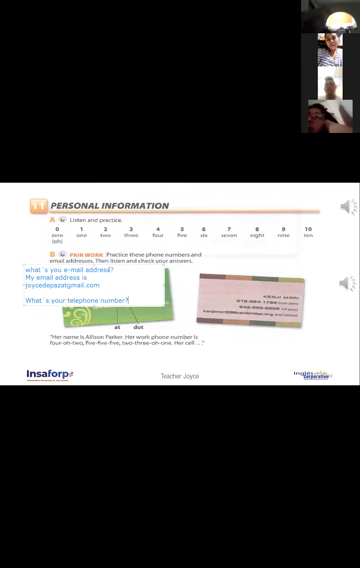 11 PERSONAL INFORMATION
A Listen and practice.
0 1 2 3 4 5 6 7 8 9 10
zero one two three four five six seven eight nine ten
(oh)
B PAIR WORK Practice these phone numbers and
email addresses. Then listen and check your answers.
what´s you e-mail address?
My email address is
joycedepazatgmail.com
What´s your telephone number?
KENJI MORI
at dot
"Her name is Allison Parker. Her work phone number is
four-oh-two, five-five-five, two-three-oh-one. Her cell . . ."
Insaforp
Teacher Joyce
Corporativo